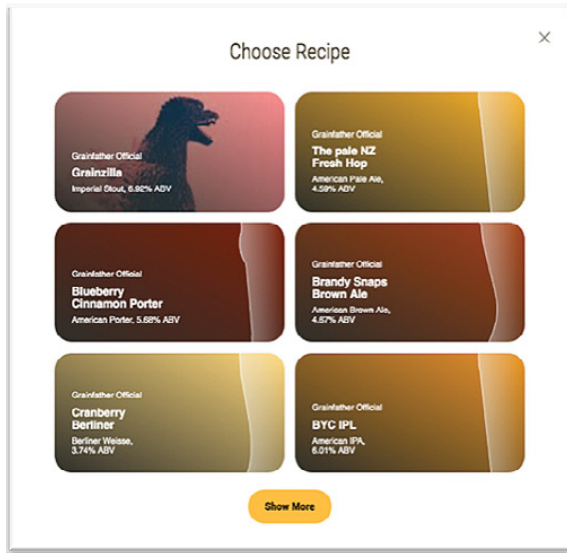 Choose Recipe
Grainfather Official
Grainzilla
Imperial Stout, 6.92% ABV
Grainfather Official
The pale NZ
Fresh Hop
American Pale Ale,
4.59% ABV
Grainfather Official
Blueberry
Cinnamon Porter
American Porter, 5.68% ABV
Grainfather Official
Brandy Snaps
Brown Ale
American Brown Ale,
4.67% ABV
Grainfather Official
Cranberry
Berliner
Berliner Weisse,
3.74% ABV
Grainfather Official
BYC IPL
American IPA,
6.01% ABV
Show More